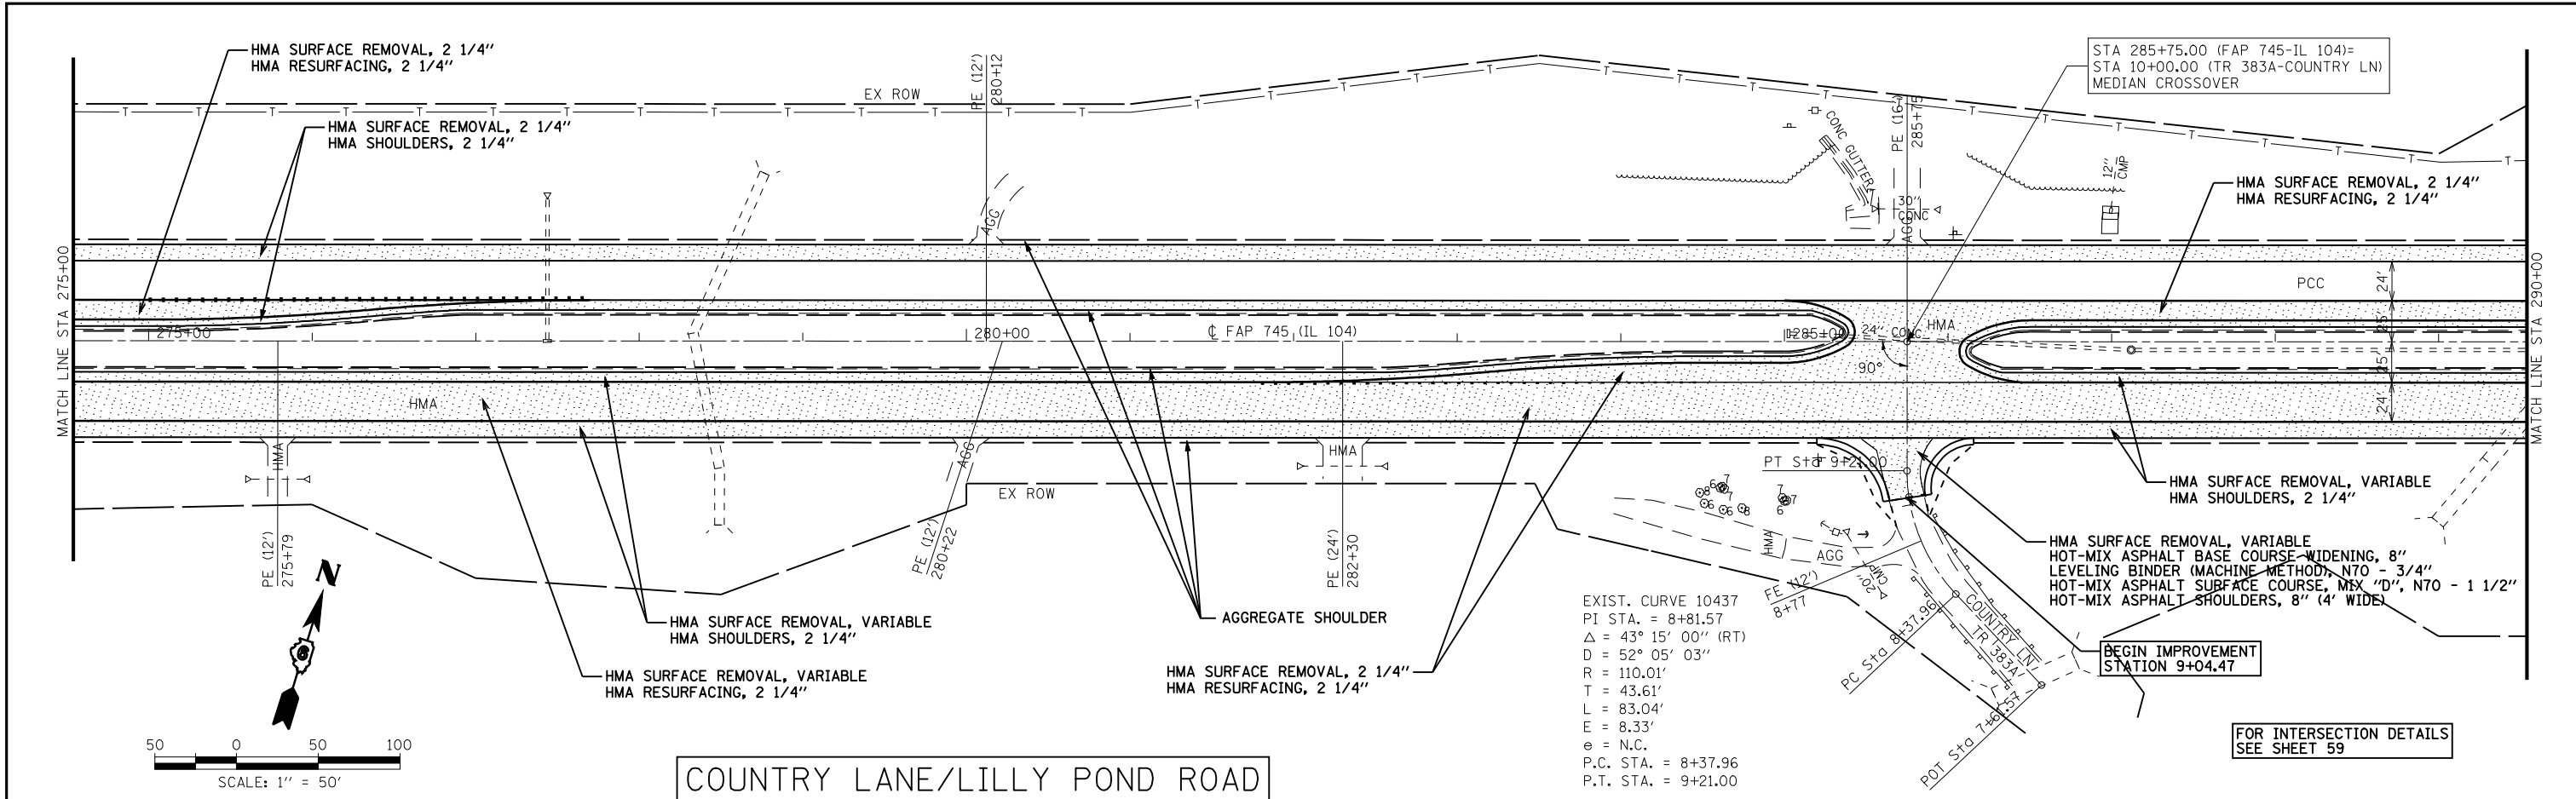 HMA SURFACE REMOVAL, 2 1/4"
HMA RESURFACING, 2 1/4"
HMA SURFACE REMOVAL, 2 1/4"
HMA SHOULDERS, 2 1/4"
EX ROW
PE (12')
280+12
STA 285+75.00 (FAP 745-IL 104)=
STA 10+00.00 (TR 383A-COUNTRY LN)
MEDIAN CROSSOVER
CONC GUTTER
PE (16')
285+75
12"
CMP
HMA SURFACE REMOVAL, 2 1/4"
HMA RESURFACING, 2 1/4"
30"
CONC
AGG
AGG
MATCH LINE STA 275+00
MATCH LINE STA 290+00
PCC
24'
25'
25'
24'
275+00
280+00
℄ FAP 745 (IL 104)
285+00
24" CONC
HMA
90°
HMA
HMA
AGG
HMA
EX ROW
PT Sta 9+21.00
PE (12')
275+79
PE (12')
280+22
PE (24')
282+30
6 7
8 7
6 6 8
7
7
6
HMA
AGG
20"
CMP
FE (12')
8+77
HMA SURFACE REMOVAL, VARIABLE
HMA SHOULDERS, 2 1/4"
HMA SURFACE REMOVAL, VARIABLE
HOT-MIX ASPHALT BASE COURSE WIDENING, 8"
LEVELING BINDER (MACHINE METHOD), N70 - 3/4"
HOT-MIX ASPHALT SURFACE COURSE, MIX "D", N70 - 1 1/2"
HOT-MIX ASPHALT SHOULDERS, 8" (4' WIDE)
N
HMA SURFACE REMOVAL, VARIABLE
HMA SHOULDERS, 2 1/4"
HMA SURFACE REMOVAL, VARIABLE
HMA RESURFACING, 2 1/4"
AGGREGATE SHOULDER
HMA SURFACE REMOVAL, 2 1/4"
HMA RESURFACING, 2 1/4"
EXIST. CURVE 10437
PI STA. = 8+81.57
△ = 43° 15' 00" (RT)
D = 52° 05' 03"
R = 110.01'
T = 43.61'
L = 83.04'
E = 8.33'
e = N.C.
P.C. STA. = 8+37.96
P.T. STA. = 9+21.00
PC Sta 8+37.96
COUNTRY LN
TR 383A
POT Sta 7+61.57
BEGIN IMPROVEMENT
STATION 9+04.47
FOR INTERSECTION DETAILS
SEE SHEET 59
50 0 50 100
SCALE: 1" = 50'
COUNTRY LANE/LILLY POND ROAD